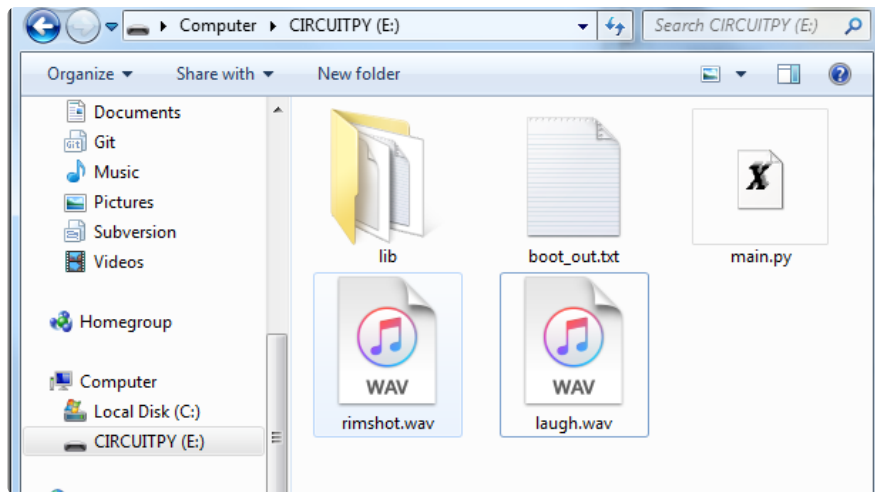 Computer CIRCUITPY (E:)
Search CIRCUITPY (E:)
Organize
Share with
New folder
Documents
Git
Music
Pictures
Subversion
Videos
Homegroup
Computer
Local Disk (C:)
CIRCUITPY (E:)
lib
boot_out.txt
X
main.py
WAV
rimshot.wav
WAV
laugh.wav